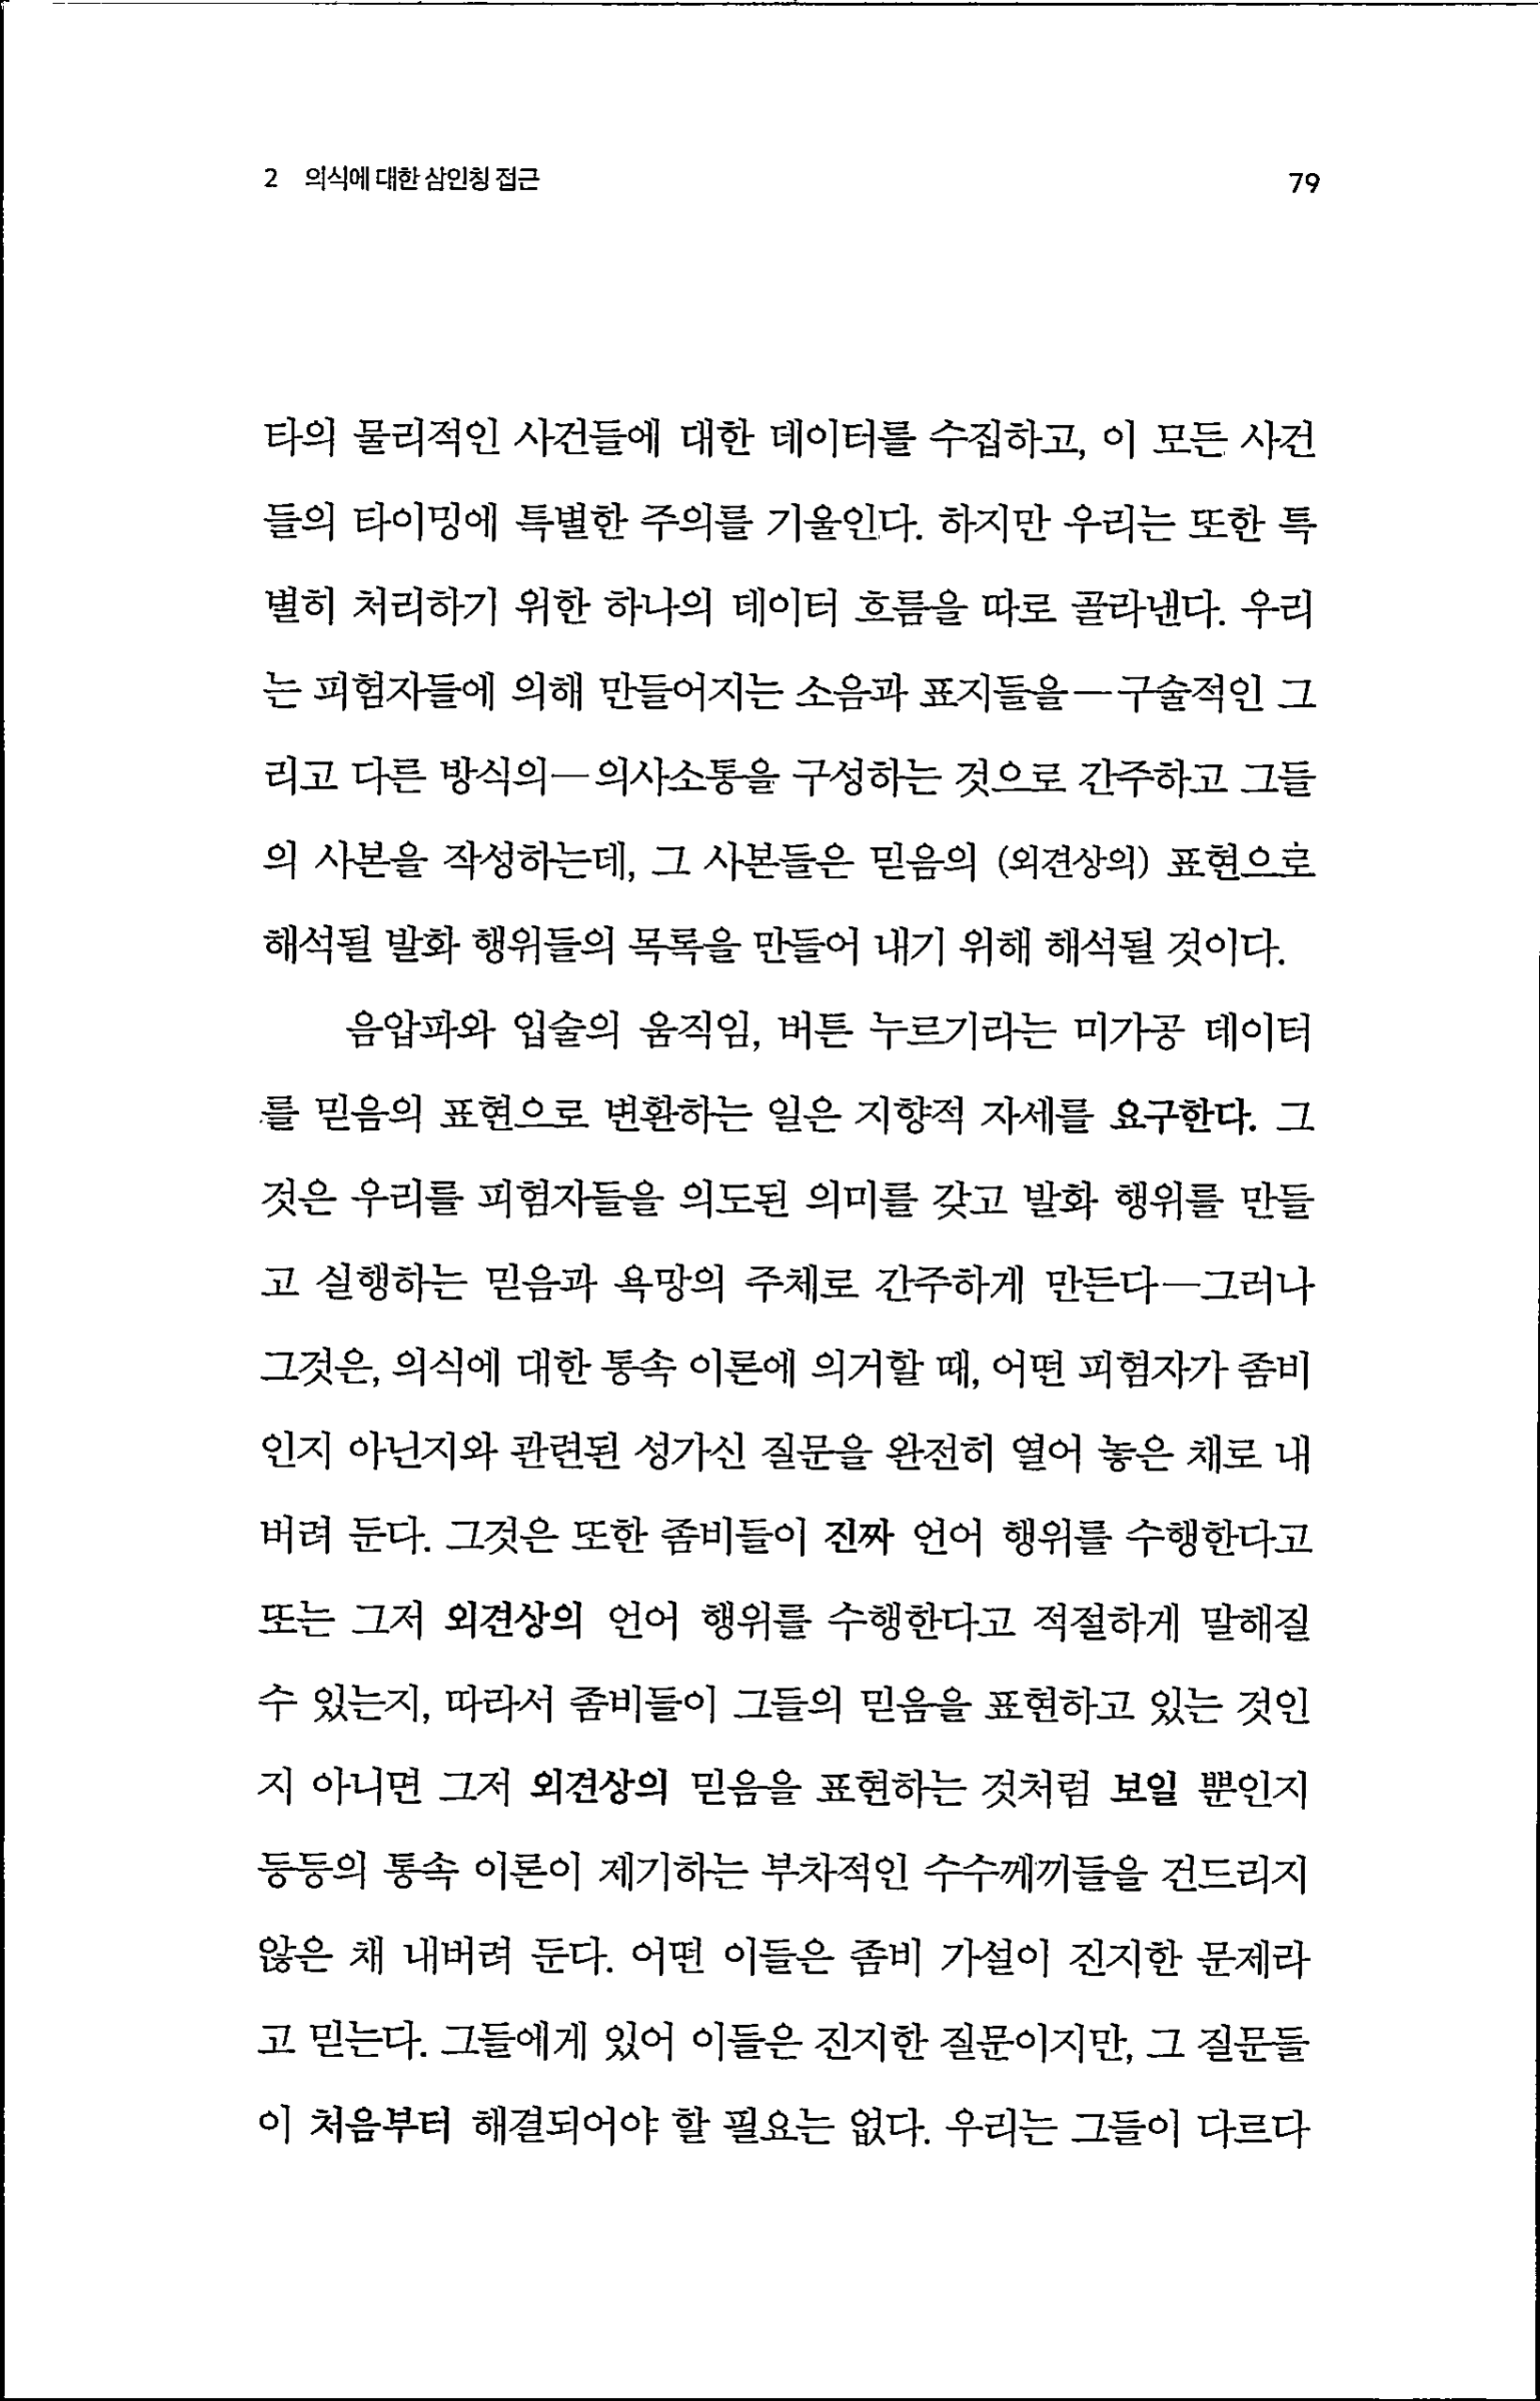 2 의식에 대한 삼인칭 접근
79
타의 물리적인 사건들에 대한 데이터를 수집하고, 이 모든 사건
들의 타이밍에 특별한 주의를 기울인다. 하지만 우리는 또한 특
별히 처리하기 위한 하나의 데이터 흐름을 따로 골라낸다. 우리
는 피험자들에 의해 만들어지는 소음과 표지들을—구술적인 그
리고 다른 방식의—의사소통을 구성하는 것으로 간주하고 그들
의 사본을 작성하는데, 그 사본들은 믿음의 (외견상의) 표현으로
해석될 발화 행위들의 목록을 만들어 내기 위해 해석될 것이다.
음압파와 입술의 움직임, 버튼 누르기라는 미가공 데이터
를 믿음의 표현으로 변환하는 일은 지향적 자세를 요구한다. 그
것은 우리를 피험자들을 의도된 의미를 갖고 발화 행위를 만들
고 실행하는 믿음과 욕망의 주체로 간주하게 만든다—그러나
그것은, 의식에 대한 통속 이론에 의거할 때, 어떤 피험자가 좀비
인지 아닌지와 관련된 성가신 질문을 완전히 열어 놓은 채로 내
버려 둔다. 그것은 또한 좀비들이 진짜 언어 행위를 수행한다고
또는 그저 외견상의 언어 행위를 수행한다고 적절하게 말해질
수 있는지, 따라서 좀비들이 그들의 믿음을 표현하고 있는 것인
지 아니면 그저 외견상의 믿음을 표현하는 것처럼 보일 뿐인지
등등의 통속 이론이 제기하는 부차적인 수수께끼들을 건드리지
않은 채 내버려 둔다. 어떤 이들은 좀비 가설이 진지한 문제라
고 믿는다. 그들에게 있어 이들은 진지한 질문이지만, 그 질문들
이 처음부터 해결되어야 할 필요는 없다. 우리는 그들이 다르다